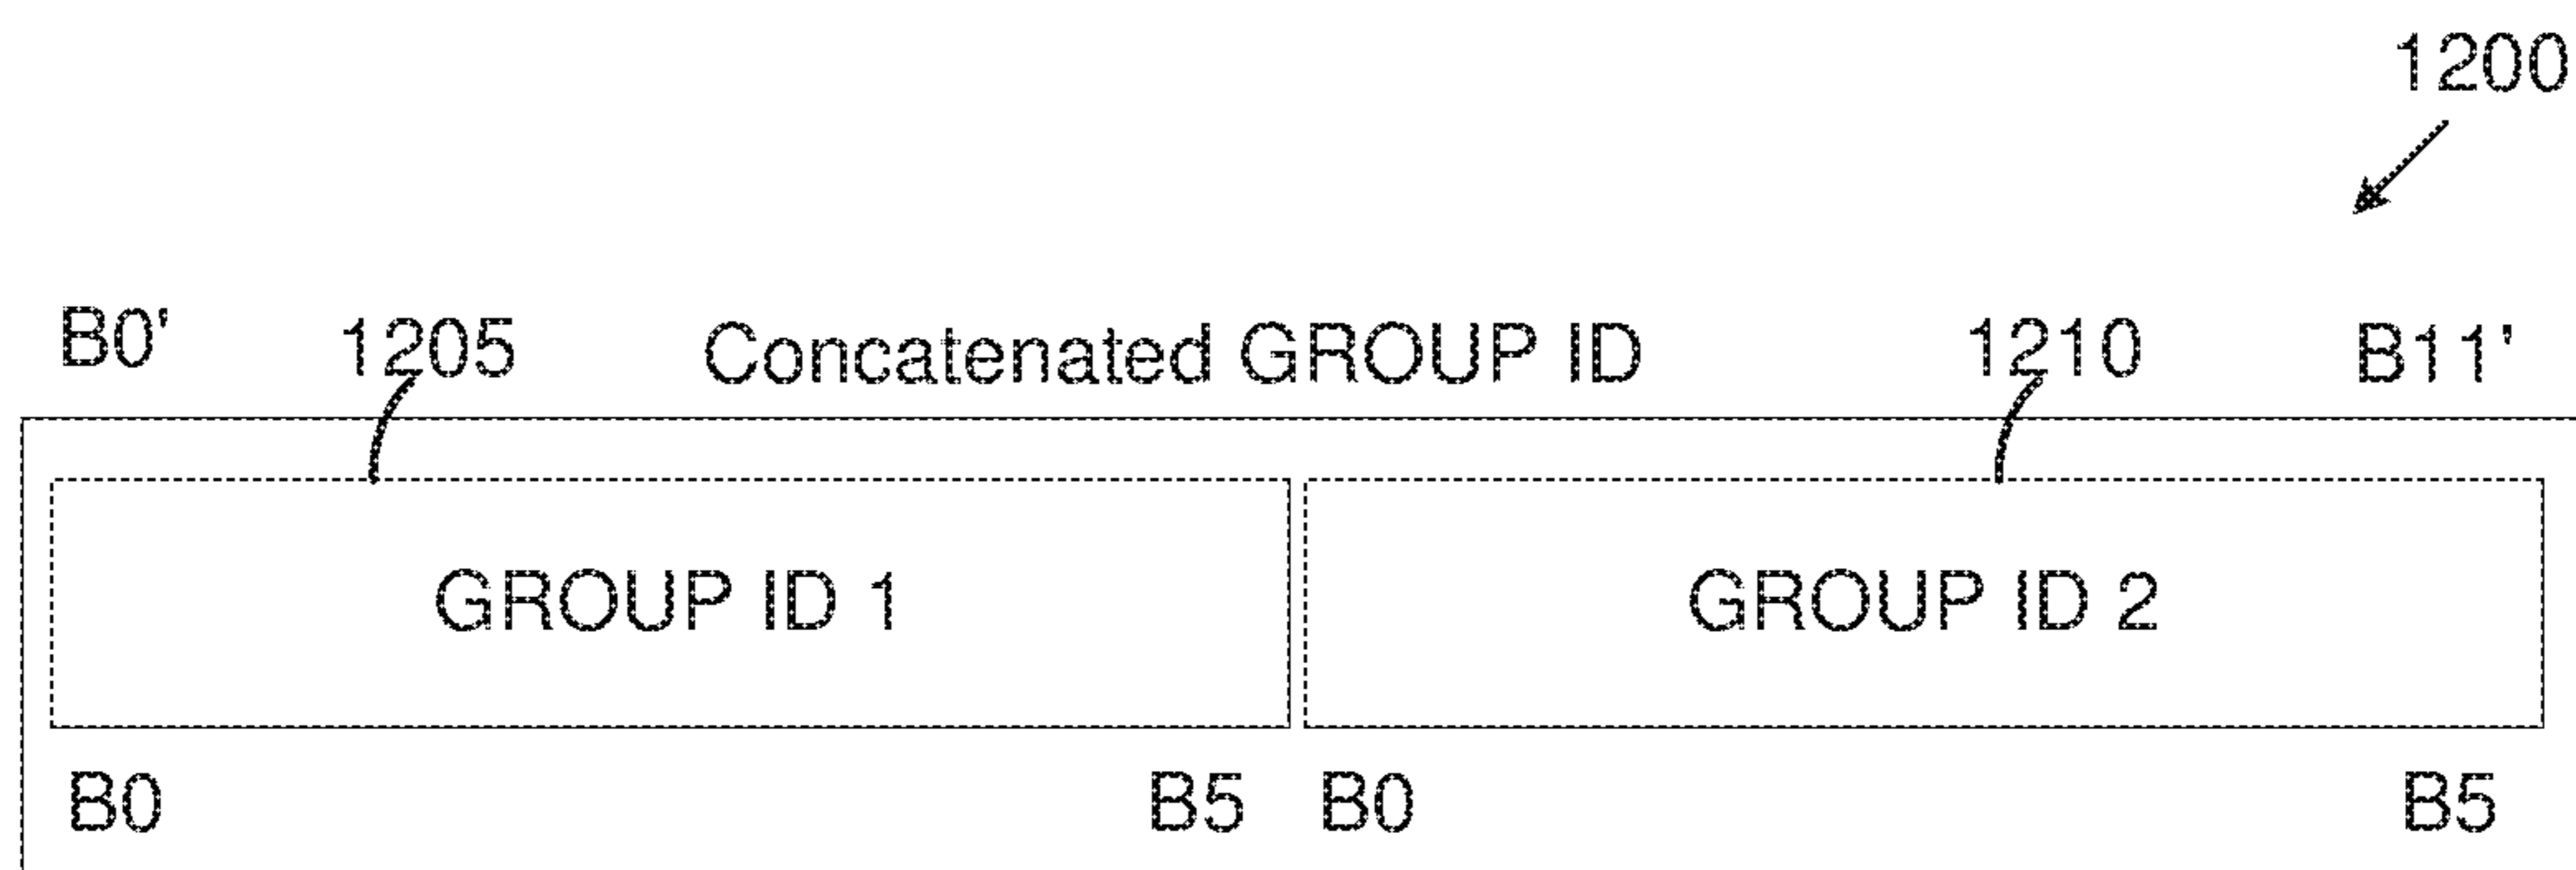 1200
B0' 1205 Concatenated GROUP ID 1210 B11'
GROUP ID 1 GROUP ID 2
B0 B5 B0 B5